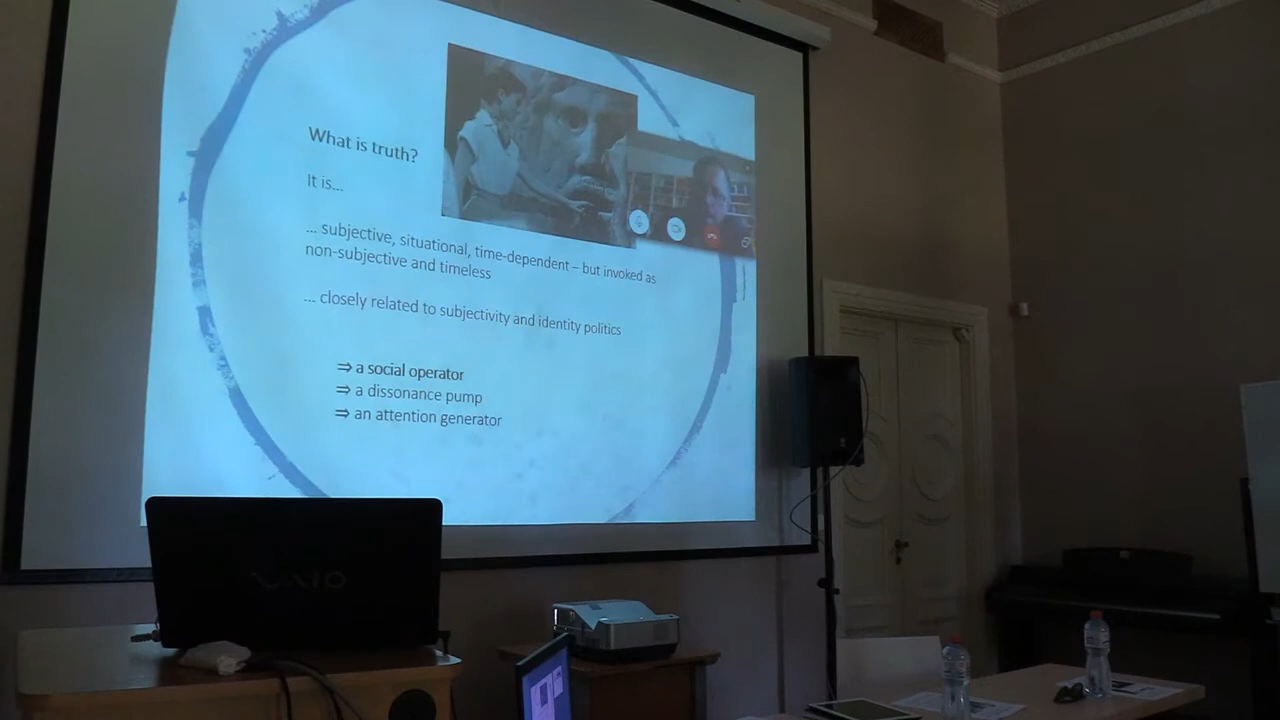 What is truth?
It is...
... subjective, situational, time-dependent – but invoked as
non-subjective and timeless
... closely related to subjectivity and identity politics
⇒ a social operator
⇒ a dissonance pump
⇒ an attention generator
VAIO